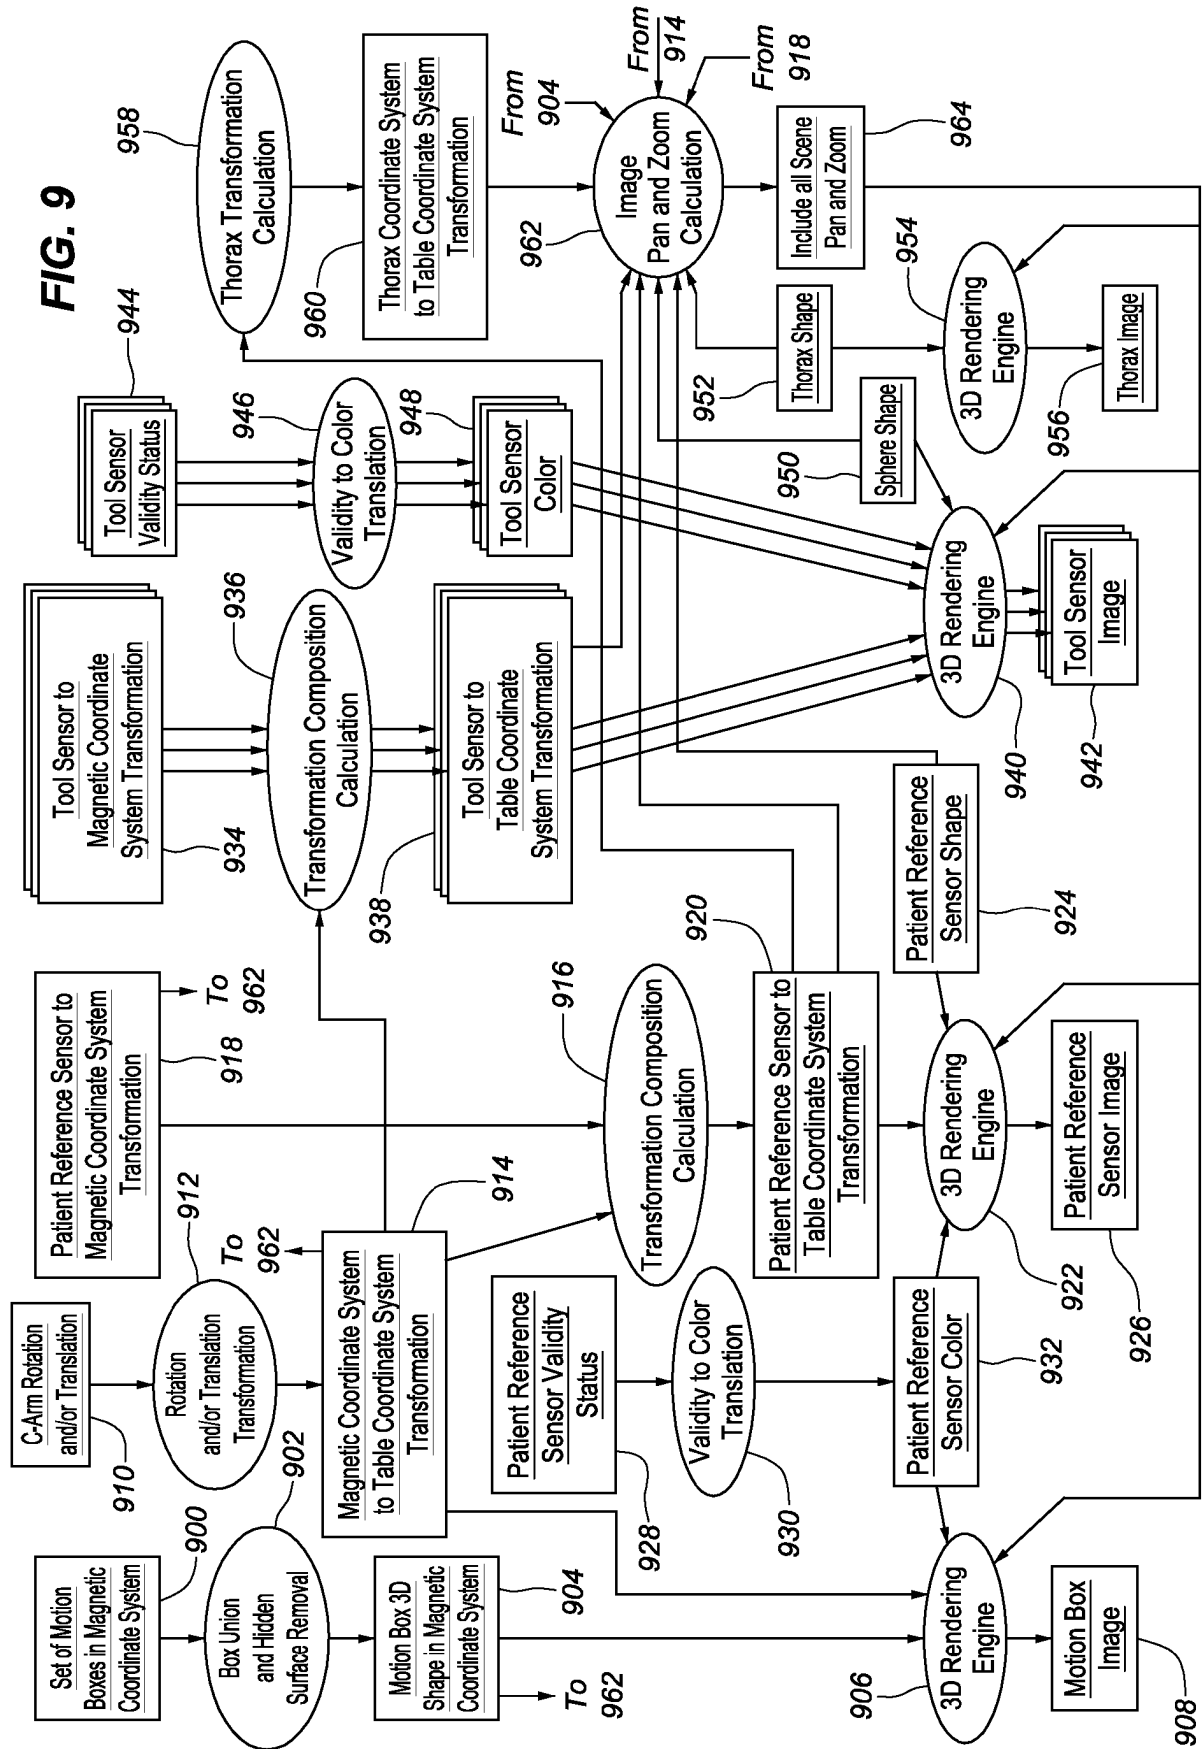 FIG. 9
Set of Motion
Boxes in Magnetic
Coordinate System
900
Box Union
and Hidden
Surface Removal
902
Motion Box 3D
Shape in Magnetic
Coordinate System
904
To
962
3D Rendering
Engine
906
Motion Box
Image
908
C-Arm Rotation
and/or Translation
910
Rotation
and/or Translation
Transformation
912
To
962
Magnetic Coordinate System
to Table Coordinate System
Transformation
914
Patient Reference
Sensor Validity
Status
928
Validity to Color
Translation
930
Patient Reference
Sensor Color
932
Patient Reference Sensor to
Magnetic Coordinate System
Transformation
918
To
962
Transformation Composition
Calculation
916
Patient Reference Sensor to
Table Coordinate System
Transformation
920
3D Rendering
Engine
922
Patient Reference
Sensor Image
926
Patient Reference
Sensor Shape
924
Tool Sensor to
Magnetic Coordinate
System Transformation
934
Transformation Composition
Calculation
936
Tool Sensor to
Table Coordinate
System Transformation
938
3D Rendering
Engine
940
Tool Sensor
Image
942
Tool Sensor
Validity Status
944
Validity to Color
Translation
946
Tool Sensor
Color
948
Sphere Shape
950
Thorax Shape
952
3D Rendering
Engine
954
Thorax Image
956
Thorax Transformation
Calculation
958
Thorax Coordinate System
to Table Coordinate System
Transformation
960
From
904
From
914
From
918
Image
Pan and Zoom
Calculation
962
Include all Scene
Pan and Zoom
964